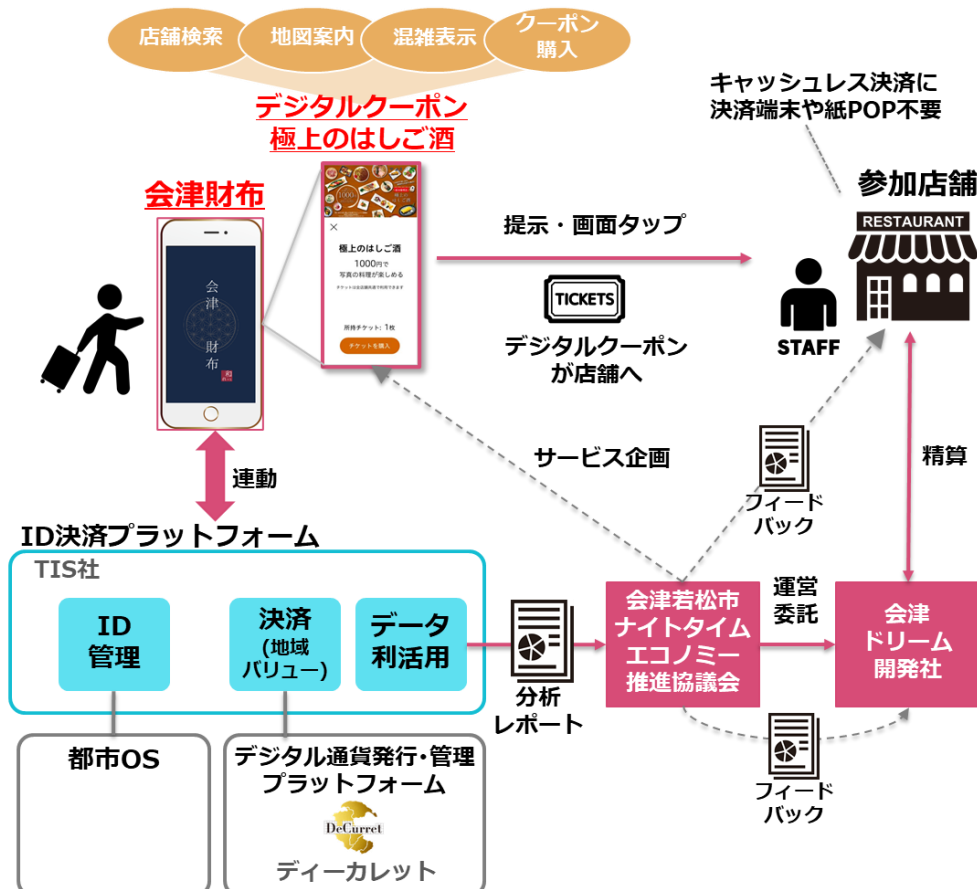 店舗検索
地図案内
混雑表示
クーポン
購入
デジタルクーポン
極上のはしご酒
キャッシュレス決済に
決済端末や紙POP不要
会津財布
参加店舗
RESTAURANT
会津
財布
極上のはしご酒
1000円で
写真の料理が楽しめる
所持チケット: 1枚
チケットを購入
提示・画面タップ
TICKETS
デジタルクーポン
が店舗へ
STAFF
サービス企画
フィード
バック
精算
連動
ID決済プラットフォーム
TIS社
ID
管理
決済
(地域
バリュー)
データ
利活用
分析
レポート
会津若松市
ナイトタイム
エコノミー
推進協議会
運営
委託
会津
ドリーム
開発社
フィード
バック
都市OS
デジタル通貨発行・管理
プラットフォーム
DeCurret
ディーカレット